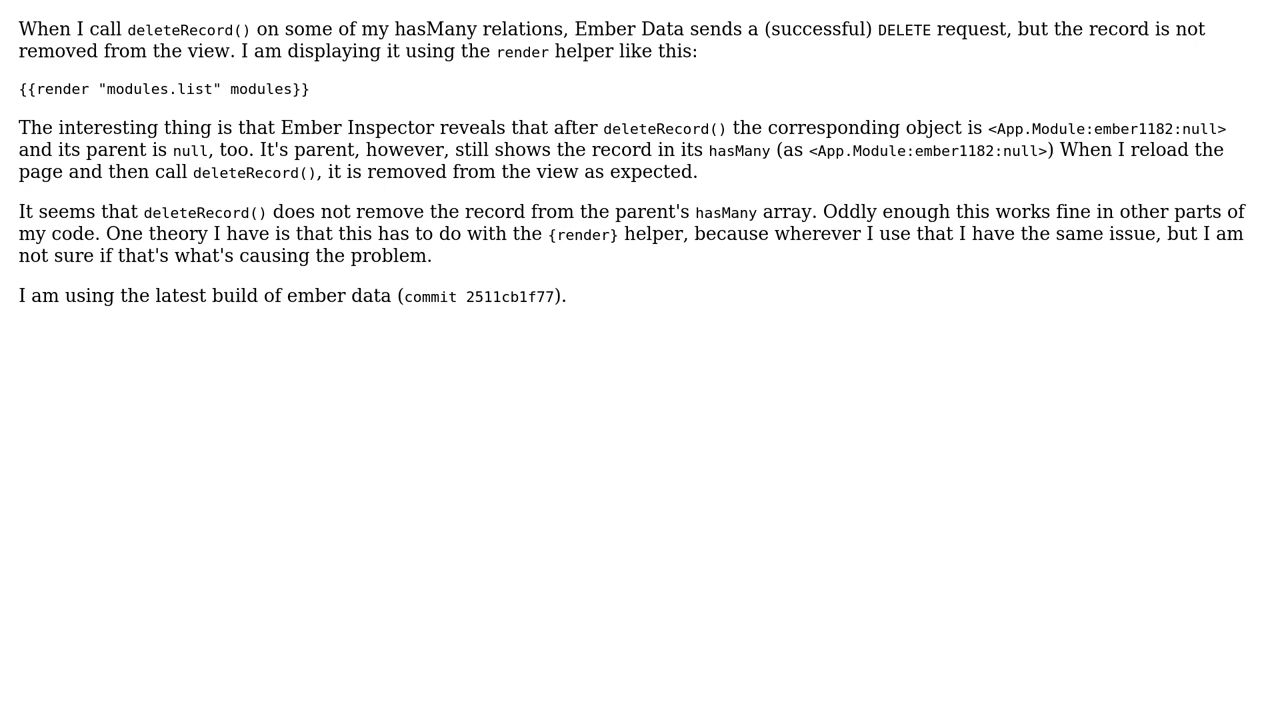 When I call deleteRecord() on some of my hasMany relations, Ember Data sends a (successful) DELETE request, but the record is not
removed from the view. I am displaying it using the render helper like this:
{{render "modules.list" modules}}
The interesting thing is that Ember Inspector reveals that after deleteRecord() the corresponding object is <App.Module:ember1182:null>
and its parent is null, too. It's parent, however, still shows the record in its hasMany (as <App.Module:ember1182:null>) When I reload the
page and then call deleteRecord(), it is removed from the view as expected.
It seems that deleteRecord() does not remove the record from the parent's hasMany array. Oddly enough this works fine in other parts of
my code. One theory I have is that this has to do with the {render} helper, because wherever I use that I have the same issue, but I am
not sure if that's what's causing the problem.
I am using the latest build of ember data (commit 2511cb1f77).